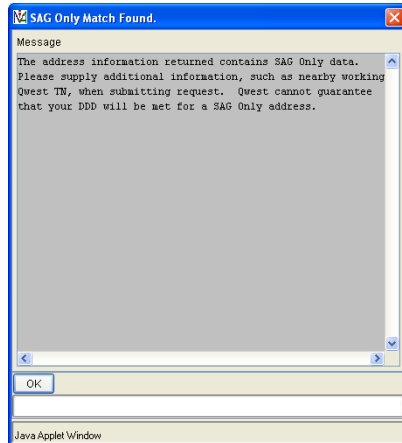 SAG Only Match Found.
Message
The address information returned contains SAG Only data.
Please supply additional information, such as nearby working
Qwest TN, when submitting request.  Qwest cannot guarantee
that your DDD will be met for a SAG Only address.
OK
Java Applet Window